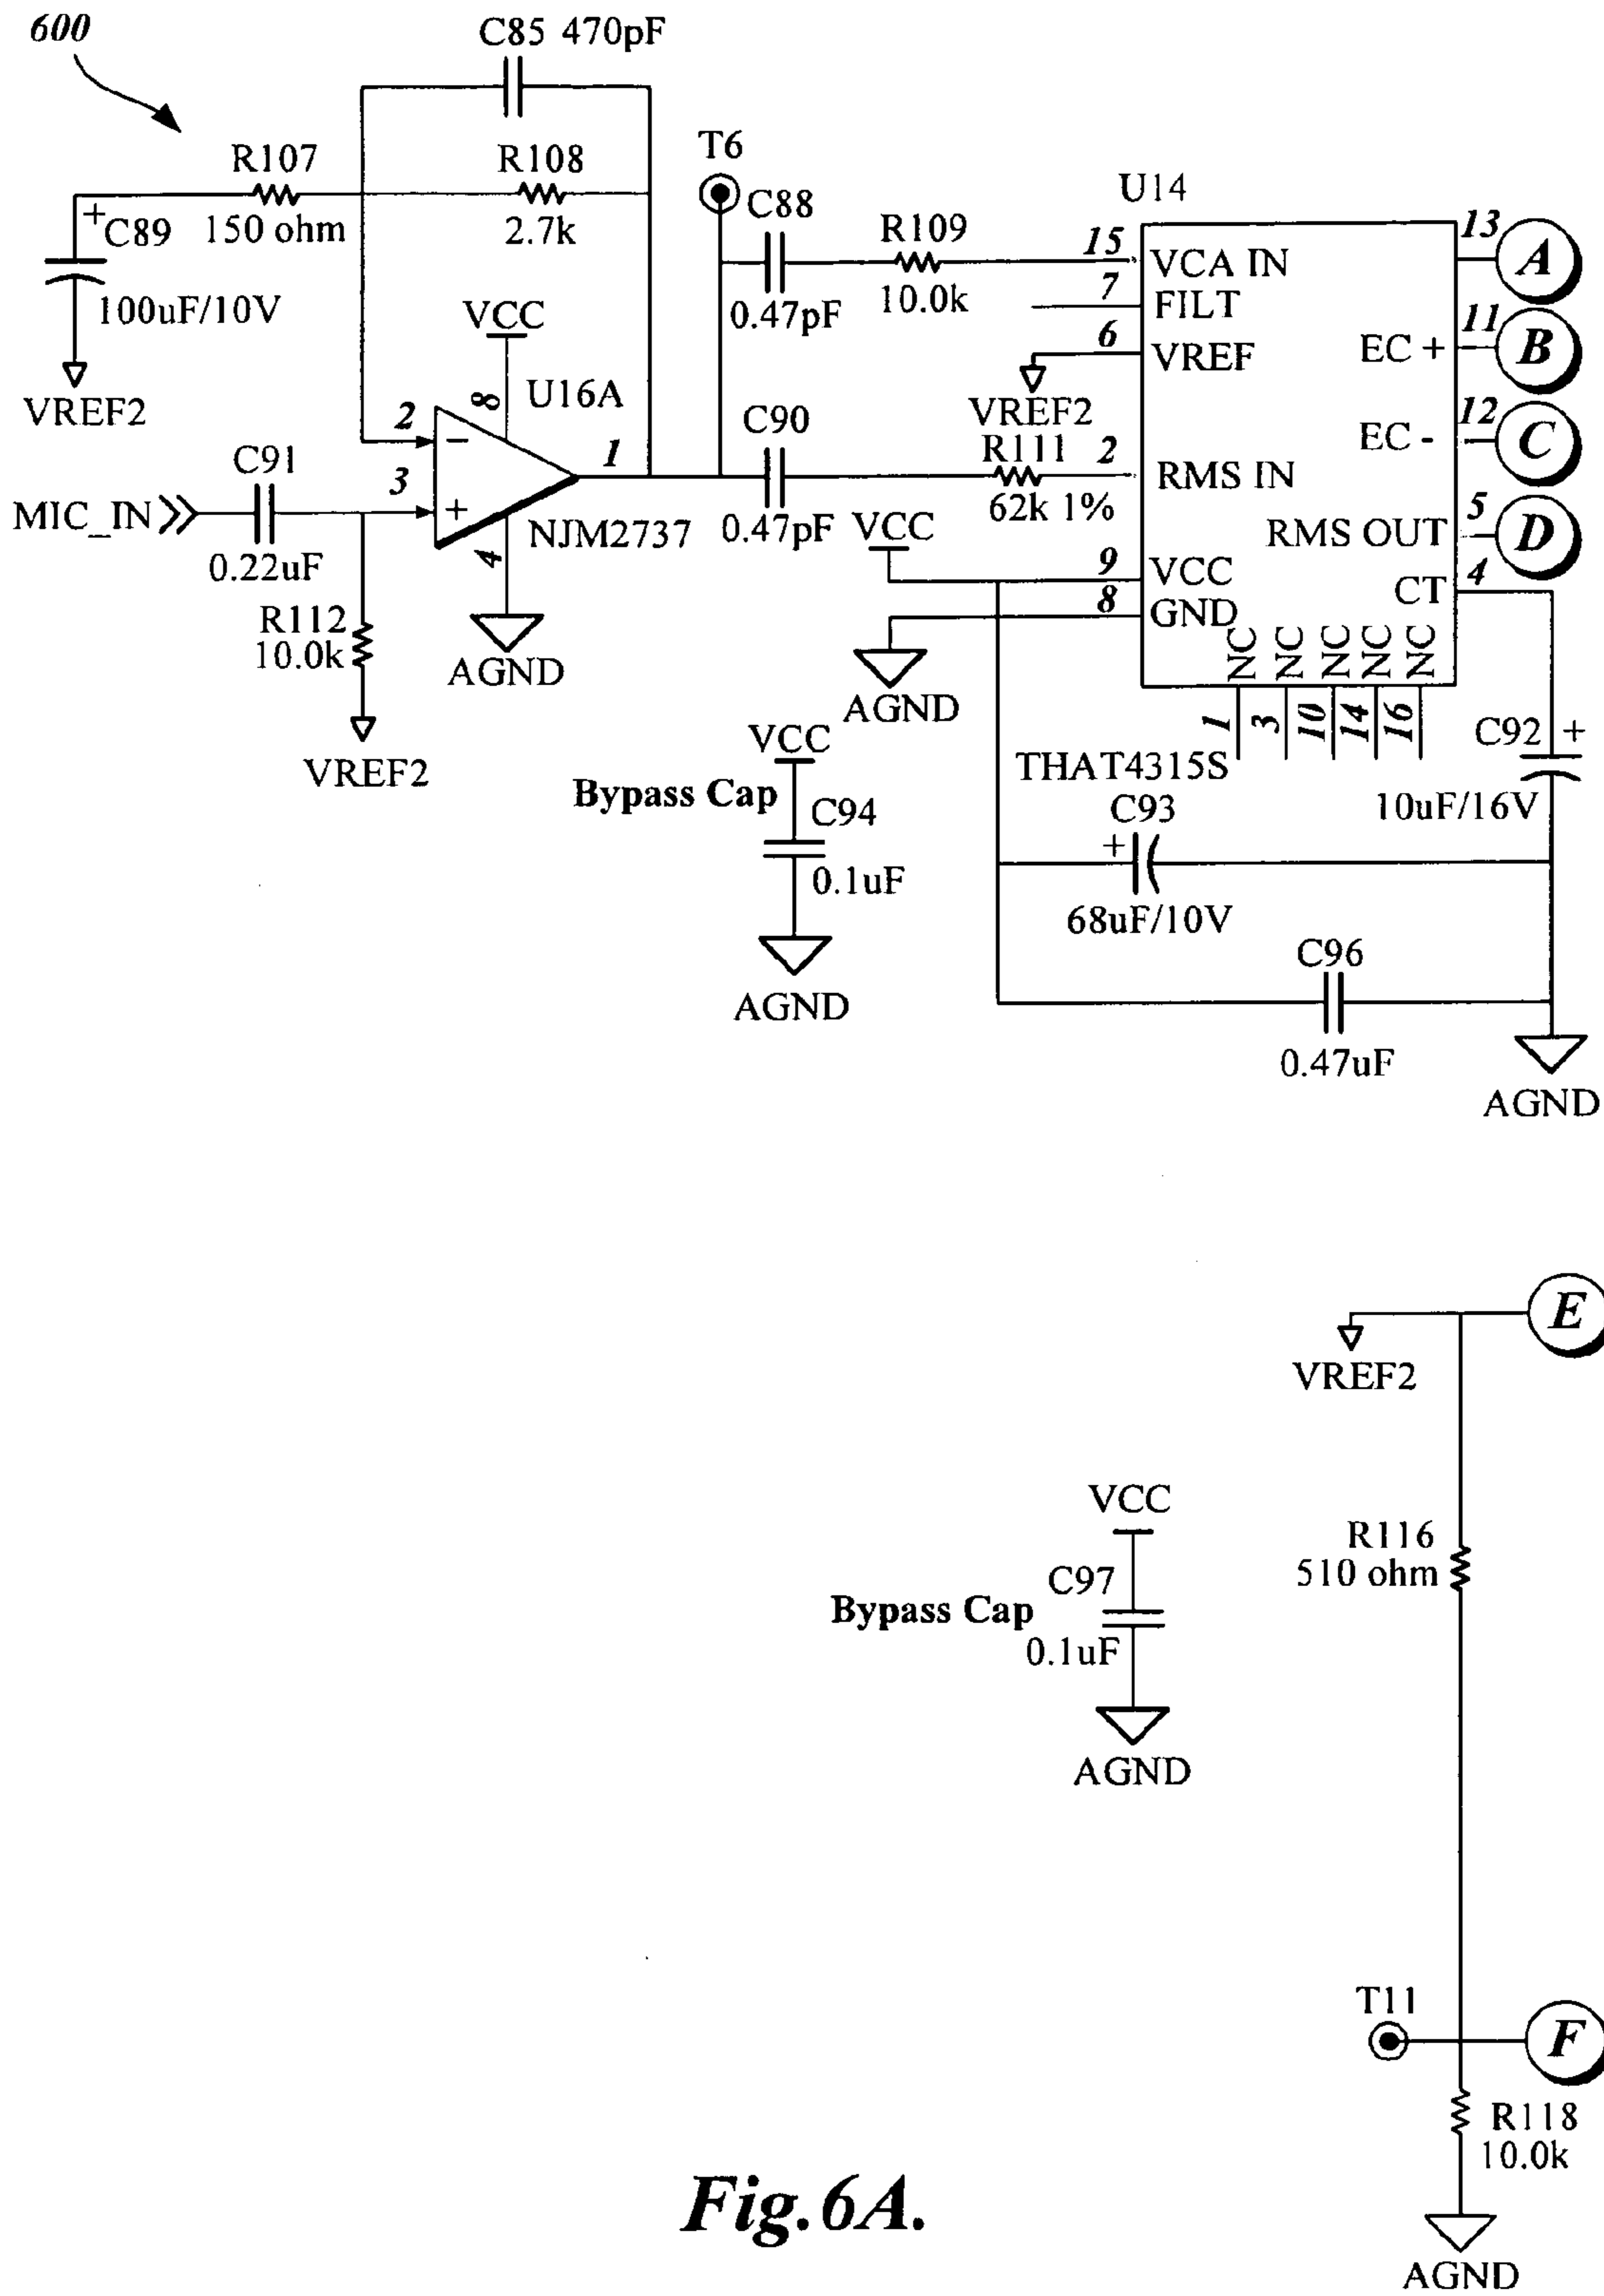 600
C85 470pF
R107
R108
150 ohm
2.7k
+
C89
100uF/10V
VREF2
T6
C88
0.47pF
R109
10.0k
U14
15
VCA IN
7
FILT
6
VREF
VREF2
13
A
EC +
11
B
EC -
12
C
RMS OUT
5
D
CT
4
VCC
8
U16A
2
−
3
+
1
4
NJM2737
AGND
MIC_IN
C91
0.22uF
R112
10.0k
VREF2
C90
0.47pF
R111
62k 1%
2
RMS IN
VCC
9
VCC
8
GND
AGND
NC
NC
NC
NC
NC
1
3
10
14
16
THAT4315S
C92
+
10uF/16V
VCC
Bypass Cap
C94
0.1uF
AGND
C93
+
68uF/10V
C96
0.47uF
AGND
E
VREF2
R116
510 ohm
VCC
Bypass Cap
C97
0.1uF
AGND
T11
F
R118
10.0k
AGND
Fig.6A.